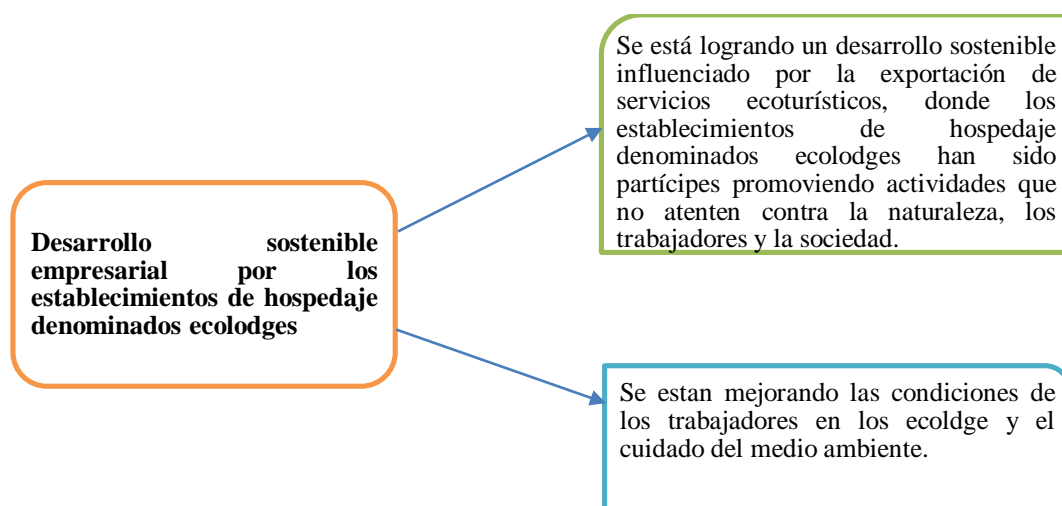 Desarrollo sostenible
empresarial por los
establecimientos de hospedaje
denominados ecolodges
Se está logrando un desarrollo sostenible
influenciado por la exportación de
servicios ecoturísticos, donde los
establecimientos de hospedaje
denominados ecolodges han sido
partícipes promoviendo actividades que
no atenten contra la naturaleza, los
trabajadores y la sociedad.
Se estan mejorando las condiciones de
los trabajadores en los ecoldge y el
cuidado del medio ambiente.